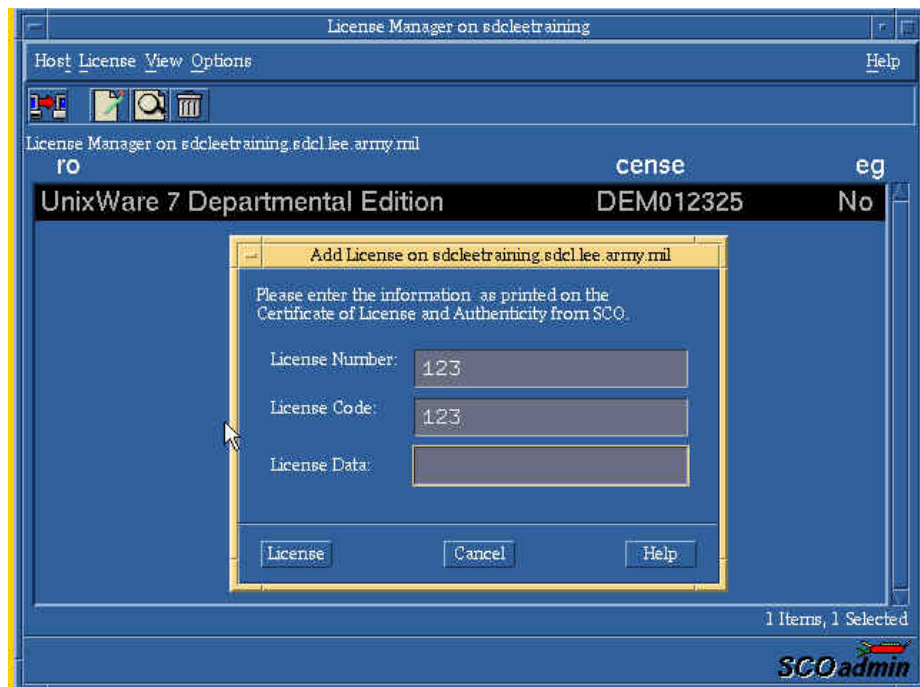 License Manager on sdcleetraining
Host License View Options Help
License Manager on sdcleetraining.sdcl.lee.army.mil
ro cense eg
UnixWare 7 Departmental Edition DEM012325 No
Add License on sdcleetraining.sdcl.lee.army.mil
Please enter the information as printed on the
Certificate of License and Authenticity from SCO.
License Number: 123
License Code: 123
License Data:
License Cancel Help
1 Items, 1 Selected
SCOadmin